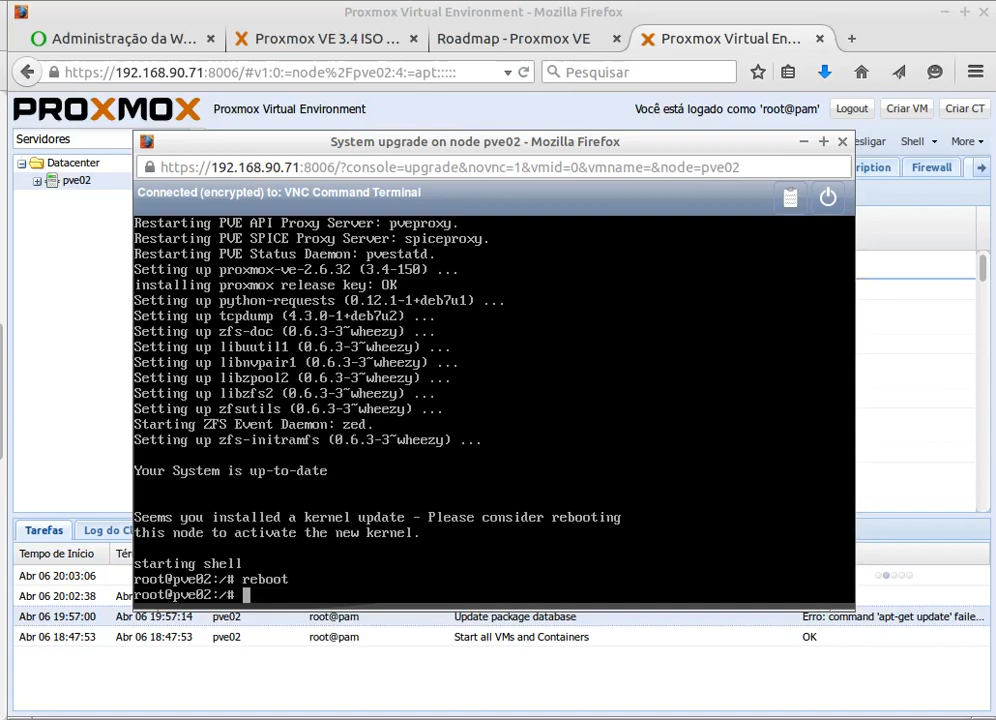 Proxmox Virtual Environment - Mozilla Firefox
Administração da W...
Proxmox VE 3.4 ISO ...
Roadmap - Proxmox VE
Proxmox Virtual En...
https://192.168.90.71:8006/#v1:0:=node%2Fpve02:4:=apt:::::
Pesquisar
PROXMOX Proxmox Virtual Environment
Você está logado como 'root@pam' Logout Criar VM Criar CT
Servidores
System upgrade on node pve02 - Mozilla Firefox
esligar Shell More
Datacenter
https://192.168.90.71:8006/?console=upgrade&novnc=1&vmid=0&vmname=&node=pve02
ription Firewall
pve02
Connected (encrypted) to: VNC Command Terminal
Restarting PVE API Proxy Server: pveproxy.
Restarting PVE SPICE Proxy Server: spiceproxy.
Restarting PVE Status Daemon: pvestatd.
Setting up proxmox-ve-2.6.32 (3.4-150) ...
installing proxmox release key: OK
Setting up python-requests (0.12.1-1+deb7u1) ...
Setting up tcpdump (4.3.0-1+deb7u2) ...
Setting up zfs-doc (0.6.3-3~wheezy) ...
Setting up libuutil1 (0.6.3-3~wheezy) ...
Setting up libnvpair1 (0.6.3-3~wheezy) ...
Setting up libzpool2 (0.6.3-3~wheezy) ...
Setting up libzfs2 (0.6.3-3~wheezy) ...
Setting up zfsutils (0.6.3-3~wheezy) ...
Starting ZFS Event Daemon: zed.
Setting up zfs-initramfs (0.6.3-3~wheezy) ...
Your System is up-to-date
Seems you installed a kernel update - Please consider rebooting
this node to activate the new kernel.
starting shell
root@pve02:/# reboot
root@pve02:/#
Tarefas Log do Cl
Tempo de Início Tér
Abr 06 20:03:06
Abr 06 20:02:38 Abr
Abr 06 19:57:00 Abr 06 19:57:14 pve02 root@pam Update package database Erro: command 'apt-get update' faile...
Abr 06 18:47:53 Abr 06 18:47:53 pve02 root@pam Start all VMs and Containers OK